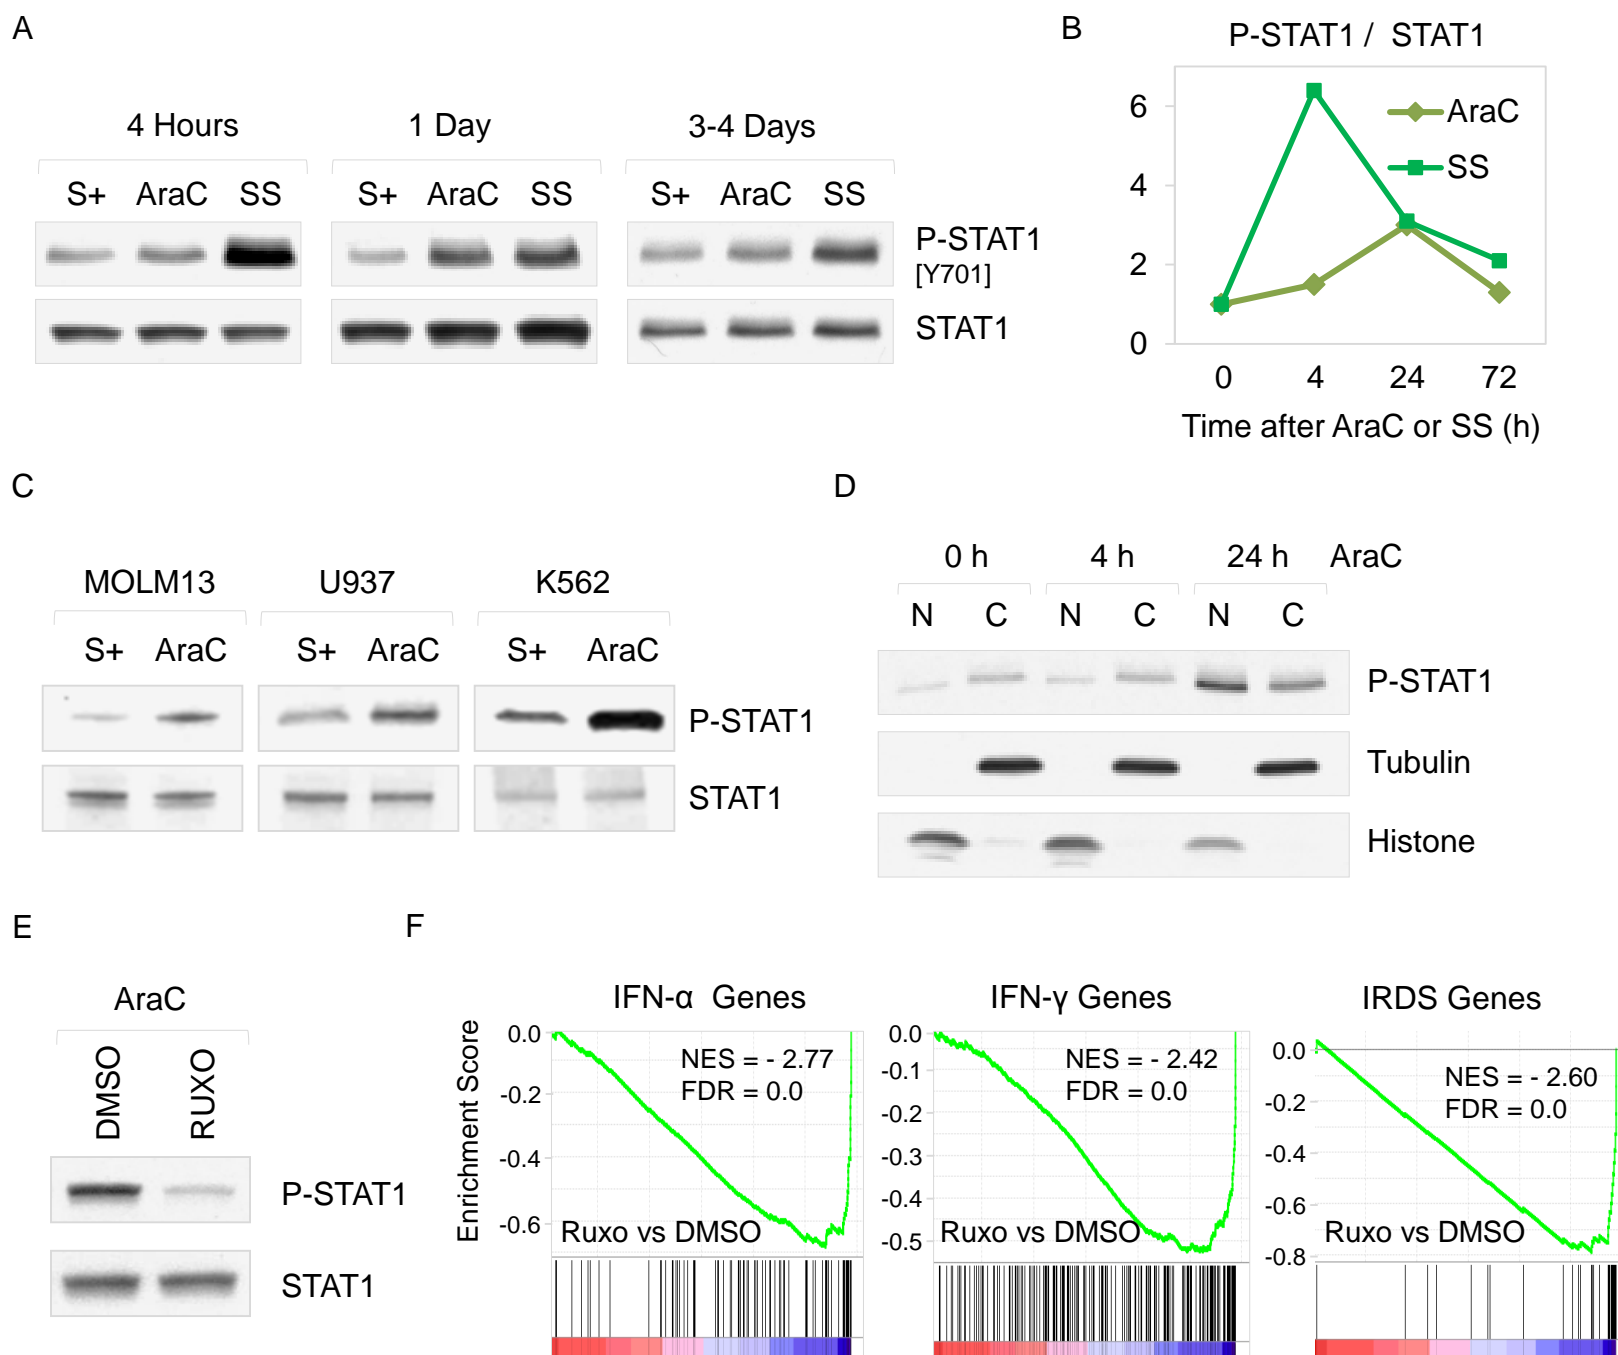 A
4 Hours
1 Day
3-4 Days
S+ AraC SS
S+ AraC SS
S+ AraC SS
P-STAT1
[Y701]
STAT1
B
P-STAT1 / STAT1
AraC
SS
6
4
2
0
0 4 24 72
Time after AraC or SS (h)
C
MOLM13
U937
K562
S+ AraC
S+ AraC
S+ AraC
P-STAT1
STAT1
D
0 h 4 h 24 h AraC
N C N C N C
P-STAT1
Tubulin
Histone
E
AraC
DMSO
RUXO
P-STAT1
STAT1
F
Enrichment Score
IFN-α Genes
0.0
-0.2
-0.4
-0.6
NES = - 2.77
FDR = 0.0
Ruxo vs DMSO
IFN-γ Genes
0.0
-0.1
-0.2
-0.3
-0.4
-0.5
NES = - 2.42
FDR = 0.0
Ruxo vs DMSO
IRDS Genes
0.0
-0.2
-0.4
-0.6
-0.8
NES = - 2.60
FDR = 0.0
Ruxo vs DMSO